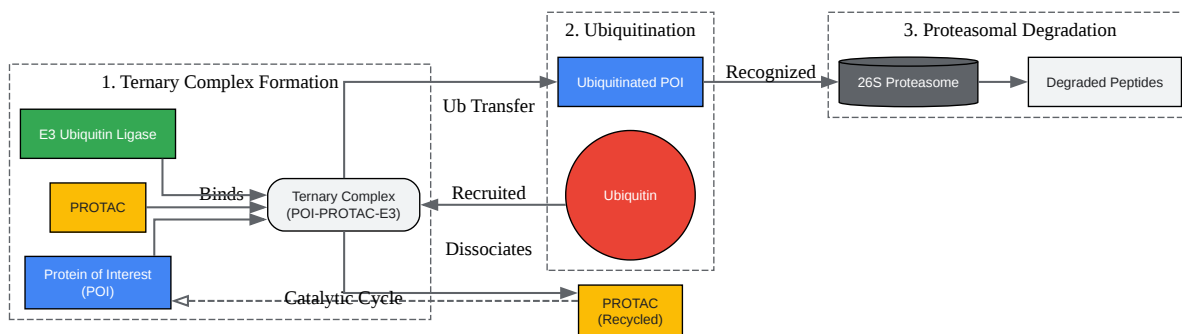 1. Ternary Complex Formation
E3 Ubiquitin Ligase
PROTAC
Protein of Interest
(POI)
Binds
Ternary Complex
(POI-PROTAC-E3)
Ub Transfer
Recruited
Dissociates
Catalytic Cycle
2. Ubiquitination
Ubiquitinated POI
Ubiquitin
PROTAC
(Recycled)
Recognized
3. Proteasomal Degradation
26S Proteasome
Degraded Peptides